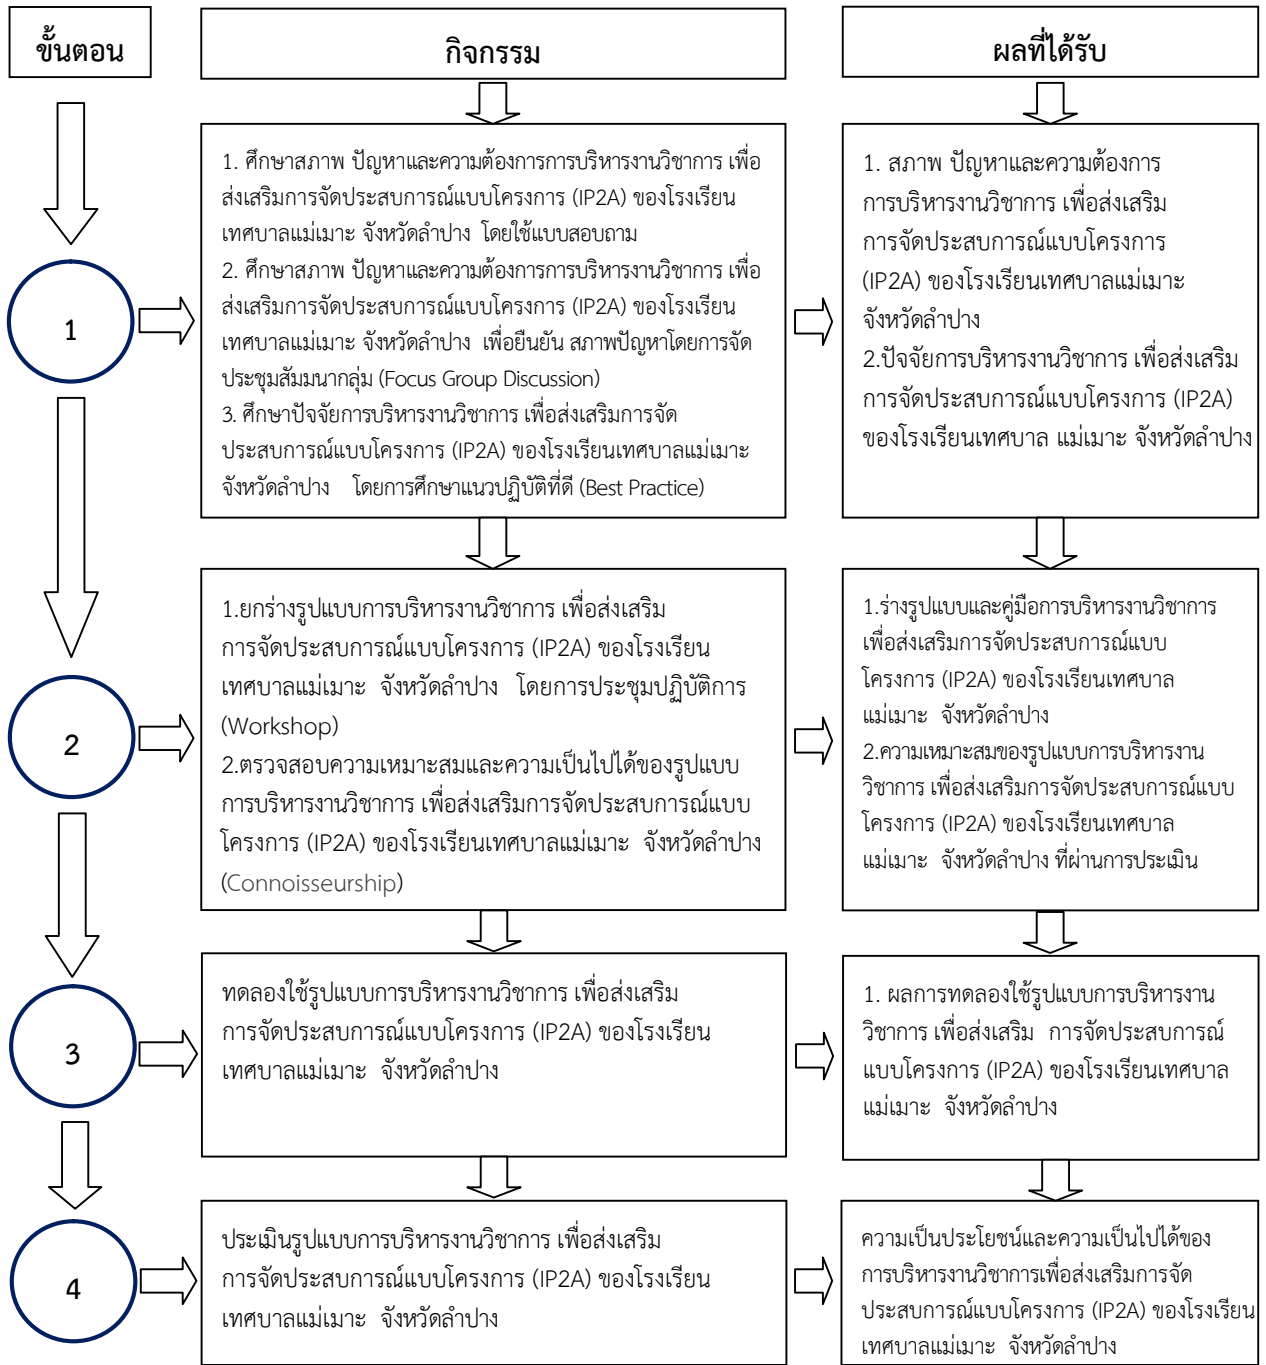 ขั้นตอน
กิจกรรม
ผลที่ได้รับ
1
1. ศึกษาสภาพ ปัญหาและความต้องการการบริหารงานวิชาการ เพื่อ
ส่งเสริมการจัดประสบการณ์แบบโครงการ (IP2A) ของโรงเรียน
เทศบาลแม่เมาะ จังหวัดลำปาง โดยใช้แบบสอบถาม
2. ศึกษาสภาพ ปัญหาและความต้องการการบริหารงานวิชาการ เพื่อ
ส่งเสริมการจัดประสบการณ์แบบโครงการ (IP2A) ของโรงเรียน
เทศบาลแม่เมาะ จังหวัดลำปาง เพื่อยืนยัน สภาพปัญหาโดยการจัด
ประชุมสัมมนากลุ่ม (Focus Group Discussion)
3. ศึกษาปัจจัยการบริหารงานวิชาการ เพื่อส่งเสริมการจัด
ประสบการณ์แบบโครงการ (IP2A) ของโรงเรียนเทศบาลแม่เมาะ
จังหวัดลำปาง โดยการศึกษาแนวปฏิบัติที่ดี (Best Practice)
1. สภาพ ปัญหาและความต้องการ
การบริหารงานวิชาการ เพื่อส่งเสริม
การจัดประสบการณ์แบบโครงการ
(IP2A) ของโรงเรียนเทศบาลแม่เมาะ
จังหวัดลำปาง
2.ปัจจัยการบริหารงานวิชาการ เพื่อส่งเสริม
การจัดประสบการณ์แบบโครงการ (IP2A)
ของโรงเรียนเทศบาล แม่เมาะ จังหวัดลำปาง
2
1.ยกร่างรูปแบบการบริหารงานวิชาการ เพื่อส่งเสริม
การจัดประสบการณ์แบบโครงการ (IP2A) ของโรงเรียน
เทศบาลแม่เมาะ จังหวัดลำปาง โดยการประชุมปฏิบัติการ
(Workshop)
2.ตรวจสอบความเหมาะสมและความเป็นไปได้ของรูปแบบ
การบริหารงานวิชาการ เพื่อส่งเสริมการจัดประสบการณ์แบบ
โครงการ (IP2A) ของโรงเรียนเทศบาลแม่เมาะ จังหวัดลำปาง
(Connoisseurship)
1.ร่างรูปแบบและคู่มือการบริหารงานวิชาการ
เพื่อส่งเสริมการจัดประสบการณ์แบบ
โครงการ (IP2A) ของโรงเรียนเทศบาล
แม่เมาะ จังหวัดลำปาง
2.ความเหมาะสมของรูปแบบการบริหารงาน
วิชาการ เพื่อส่งเสริมการจัดประสบการณ์แบบ
โครงการ (IP2A) ของโรงเรียนเทศบาล
แม่เมาะ จังหวัดลำปาง ที่ผ่านการประเมิน
3
ทดลองใช้รูปแบบการบริหารงานวิชาการ เพื่อส่งเสริม
การจัดประสบการณ์แบบโครงการ (IP2A) ของโรงเรียน
เทศบาลแม่เมาะ จังหวัดลำปาง
1. ผลการทดลองใช้รูปแบบการบริหารงาน
วิชาการ เพื่อส่งเสริม การจัดประสบการณ์
แบบโครงการ (IP2A) ของโรงเรียนเทศบาล
แม่เมาะ จังหวัดลำปาง
4
ประเมินรูปแบบการบริหารงานวิชาการ เพื่อส่งเสริม
การจัดประสบการณ์แบบโครงการ (IP2A) ของโรงเรียน
เทศบาลแม่เมาะ จังหวัดลำปาง
ความเป็นประโยชน์และความเป็นไปได้ของ
การบริหารงานวิชาการเพื่อส่งเสริมการจัด
ประสบการณ์แบบโครงการ (IP2A) ของโรงเรียน
เทศบาลแม่เมาะ จังหวัดลำปาง